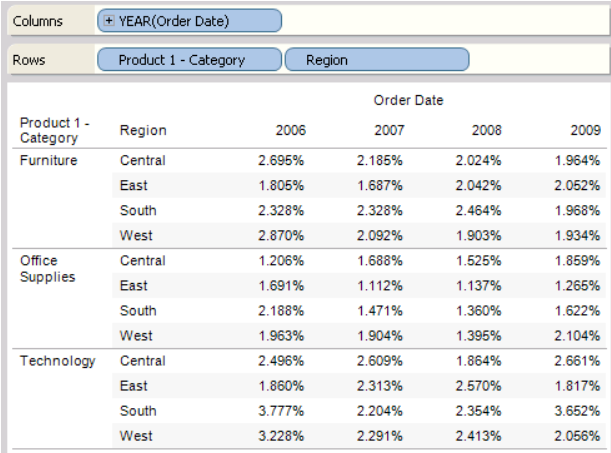 Columns + YEAR(Order Date)
Rows Product 1 - Category Region
Order Date
Product 1 -
Category Region 2006 2007 2008 2009
Furniture Central 2.695% 2.185% 2.024% 1.964%
East 1.805% 1.687% 2.042% 2.052%
South 2.328% 2.328% 2.464% 1.968%
West 2.870% 2.092% 1.903% 1.934%
Office
Supplies Central 1.206% 1.688% 1.525% 1.859%
East 1.691% 1.112% 1.137% 1.265%
South 2.188% 1.471% 1.360% 1.622%
West 1.963% 1.904% 1.395% 2.104%
Technology Central 2.496% 2.609% 1.864% 2.661%
East 1.860% 2.313% 2.570% 1.817%
South 3.777% 2.204% 2.354% 3.652%
West 3.228% 2.291% 2.413% 2.056%